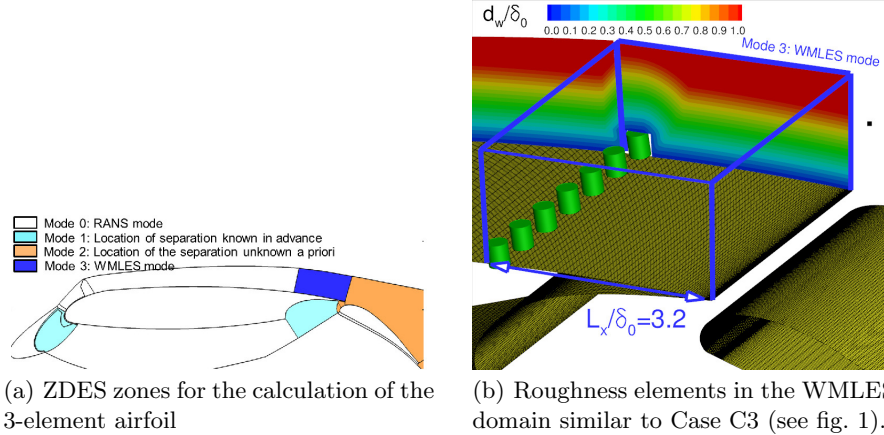 d_w/δ_0
0.0 0.1 0.2 0.3 0.4 0.5 0.6 0.7 0.8 0.9 1.0
Mode 3: WMLES mode
Mode 0: RANS mode
Mode 1: Location of separation known in advance
Mode 2: Location of the separation unknown a priori
Mode 3: WMLES mode
L_x/δ_0=3.2
(a) ZDES zones for the calculation of the
3-element airfoil
(b) Roughness elements in the WMLES
domain similar to Case C3 (see fig. 1).